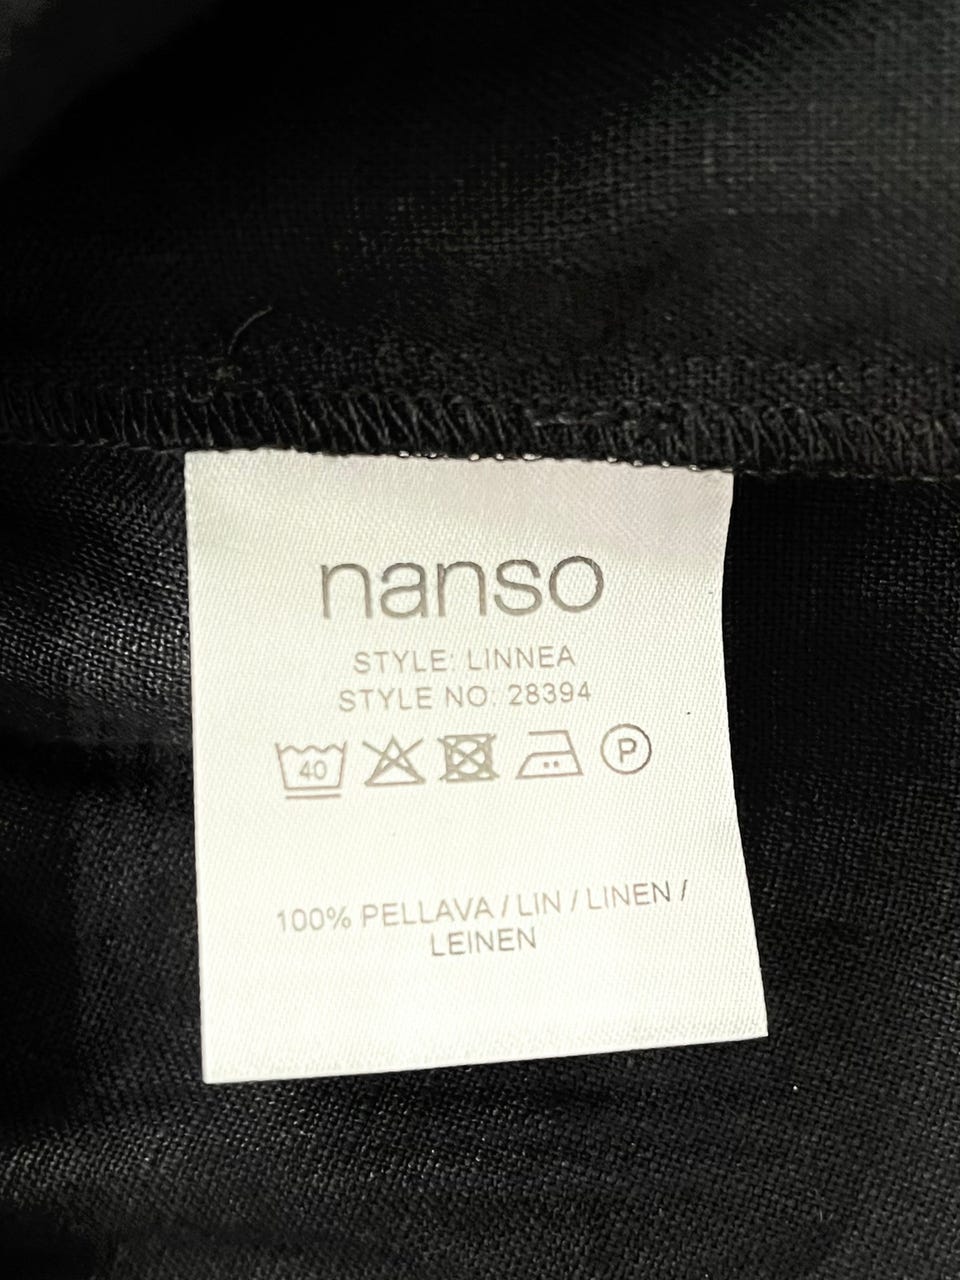 nanso
STYLE: LINNEA
STYLE NO: 28394
40 P
100% PELLAVA / LIN / LINEN /
LEINEN